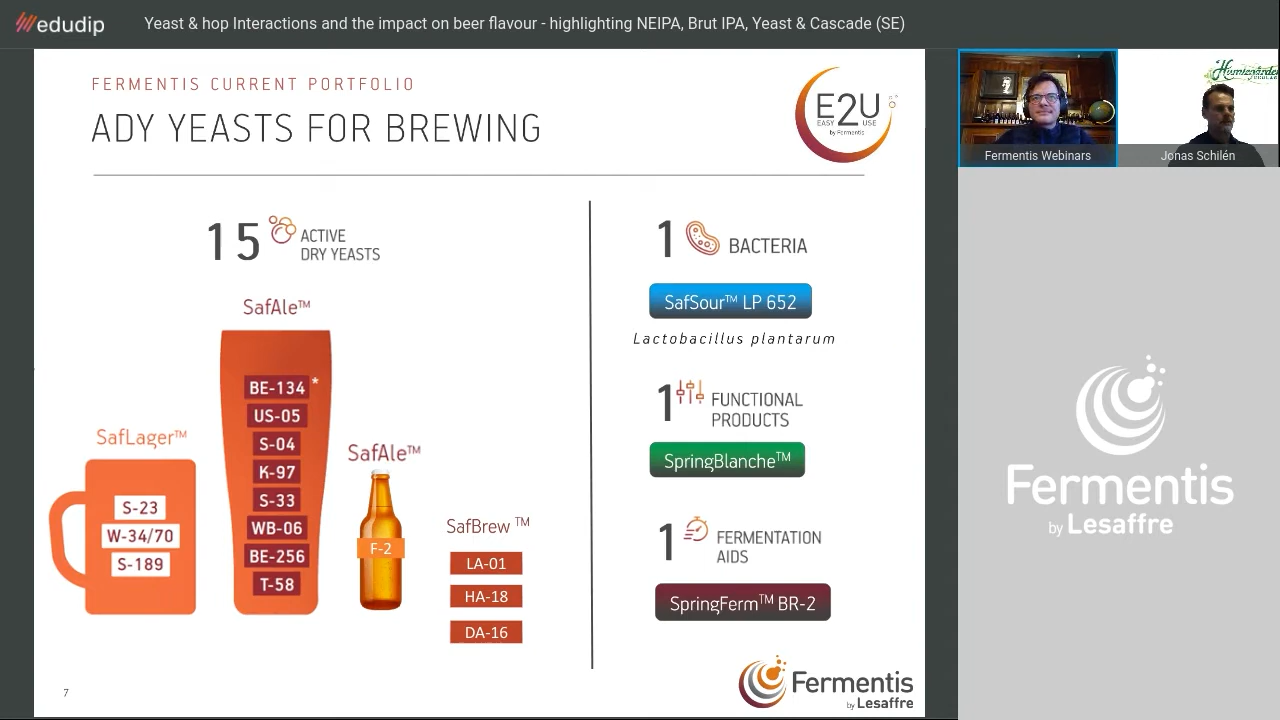 edudip
Yeast & hop Interactions and the impact on beer flavour - highlighting NEIPA, Brut IPA, Yeast & Cascade (SE)
FERMENTIS CURRENT PORTFOLIO
ADY YEASTS FOR BREWING
E2U
EASY USE
by Fermentis
15 ACTIVE
DRY YEASTS
SafAle™
BE-134 *
US-05
S-04
K-97
S-33
WB-06
BE-256
T-58
SafLager™
S-23
W-34/70
S-189
SafAle™
F-2
SafBrew ™
LA-01
HA-18
DA-16
1 BACTERIA
SafSour™ LP 652
Lactobacillus plantarum
1 FUNCTIONAL
PRODUCTS
SpringBlanche™
1 FERMENTATION
AIDS
SpringFerm™ BR-2
7
Fermentis
by Lesaffre
Fermentis Webinars
Jonas Schilén
Fermentis
by Lesaffre